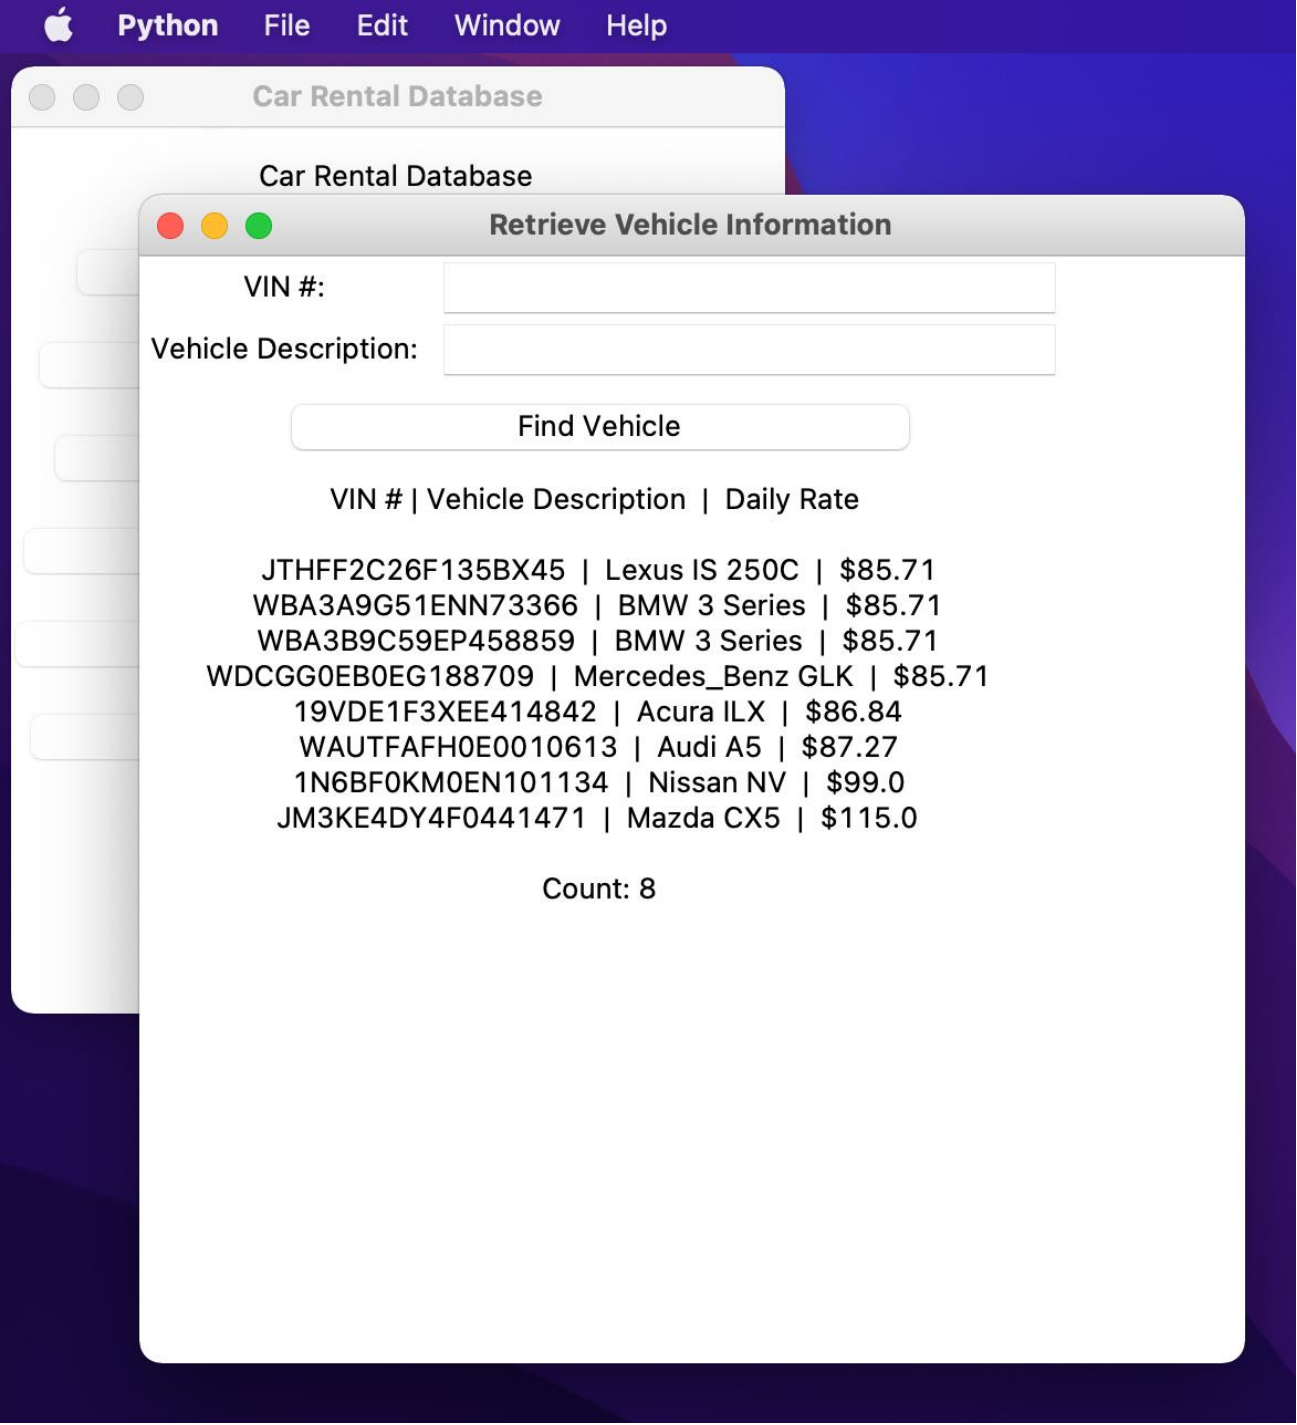 Python File Edit Window Help
Car Rental Database
Car Rental Database
Retrieve Vehicle Information
VIN #:
Vehicle Description:
Find Vehicle
VIN # | Vehicle Description | Daily Rate
JTHFF2C26F135BX45 | Lexus IS 250C | $85.71
WBA3A9G51ENN73366 | BMW 3 Series | $85.71
WBA3B9C59EP458859 | BMW 3 Series | $85.71
WDCGG0EB0EG188709 | Mercedes_Benz GLK | $85.71
19VDE1F3XEE414842 | Acura ILX | $86.84
WAUTFAFH0E0010613 | Audi A5 | $87.27
1N6BF0KM0EN101134 | Nissan NV | $99.0
JM3KE4DY4F0441471 | Mazda CX5 | $115.0
Count: 8